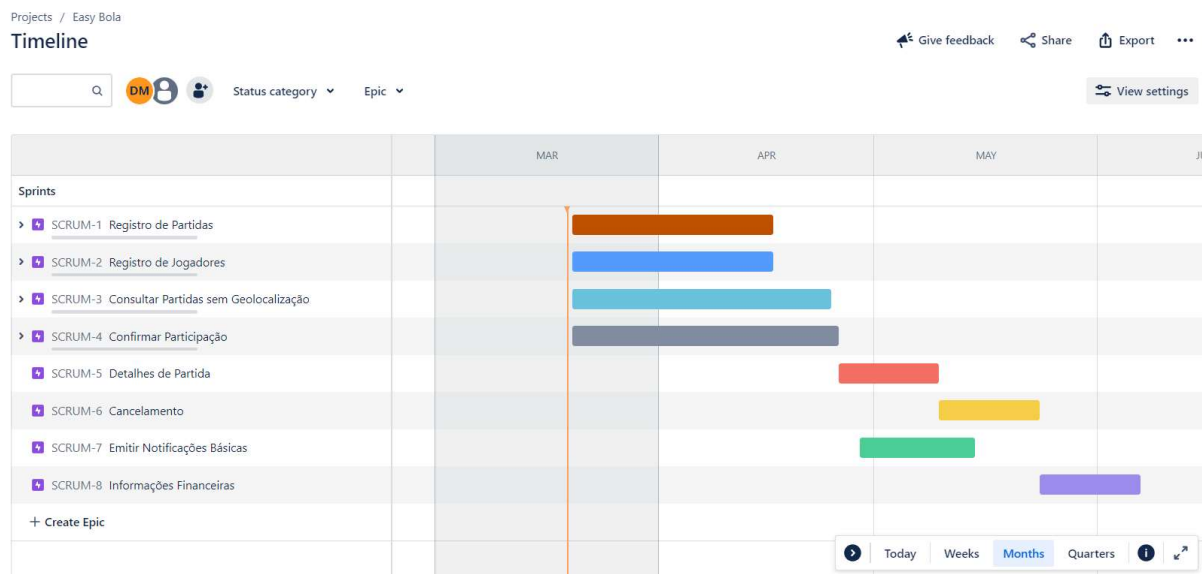 Projects / Easy Bola
Timeline
Give feedback Share Export
DM Status category Epic View settings
MAR APR MAY
Sprints
SCRUM-1 Registro de Partidas
SCRUM-2 Registro de Jogadores
SCRUM-3 Consultar Partidas sem Geolocalização
SCRUM-4 Confirmar Participação
SCRUM-5 Detalhes de Partida
SCRUM-6 Cancelamento
SCRUM-7 Emitir Notificações Básicas
SCRUM-8 Informações Financeiras
+ Create Epic
Today Weeks Months Quarters